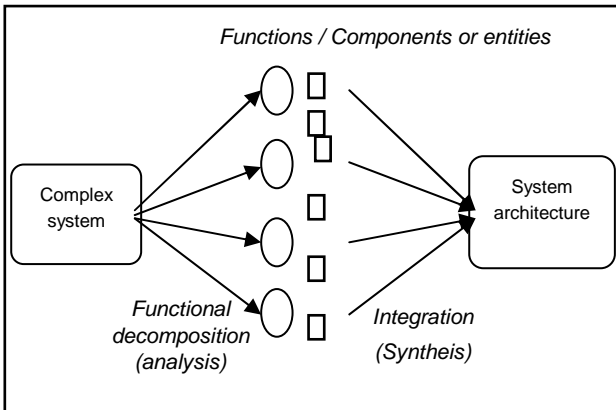 Functions / Components or entities
Complex
system
System
architecture
Functional
decomposition
(analysis)
Integration
(Syntheis)